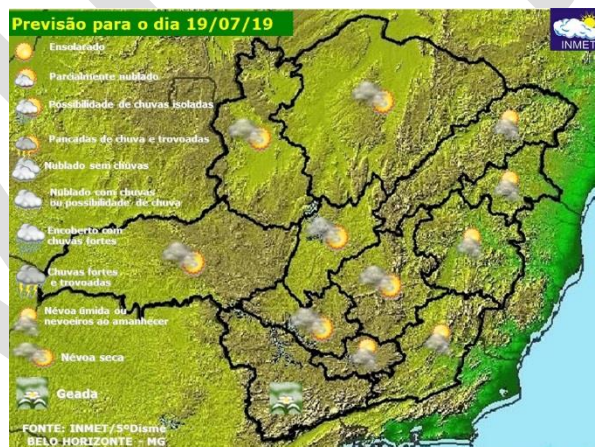 Previsão para o dia 19/07/19
INMET
Ensolarado
Parcialmente nublado
Possibilidade de chuvas isoladas
Pancadas de chuva e trovoadas
Nublado sem chuvas
Nublado com chuvas
ou possibilidade de chuva
Encoberto com
chuvas fortes
Chuvas fortes
e trovoadas
Névoa úmida ou
nevoeiros ao amanhecer
Névoa seca
Geada
FONTE: INMET/5ºDisme
BELO HORIZONTE - MG